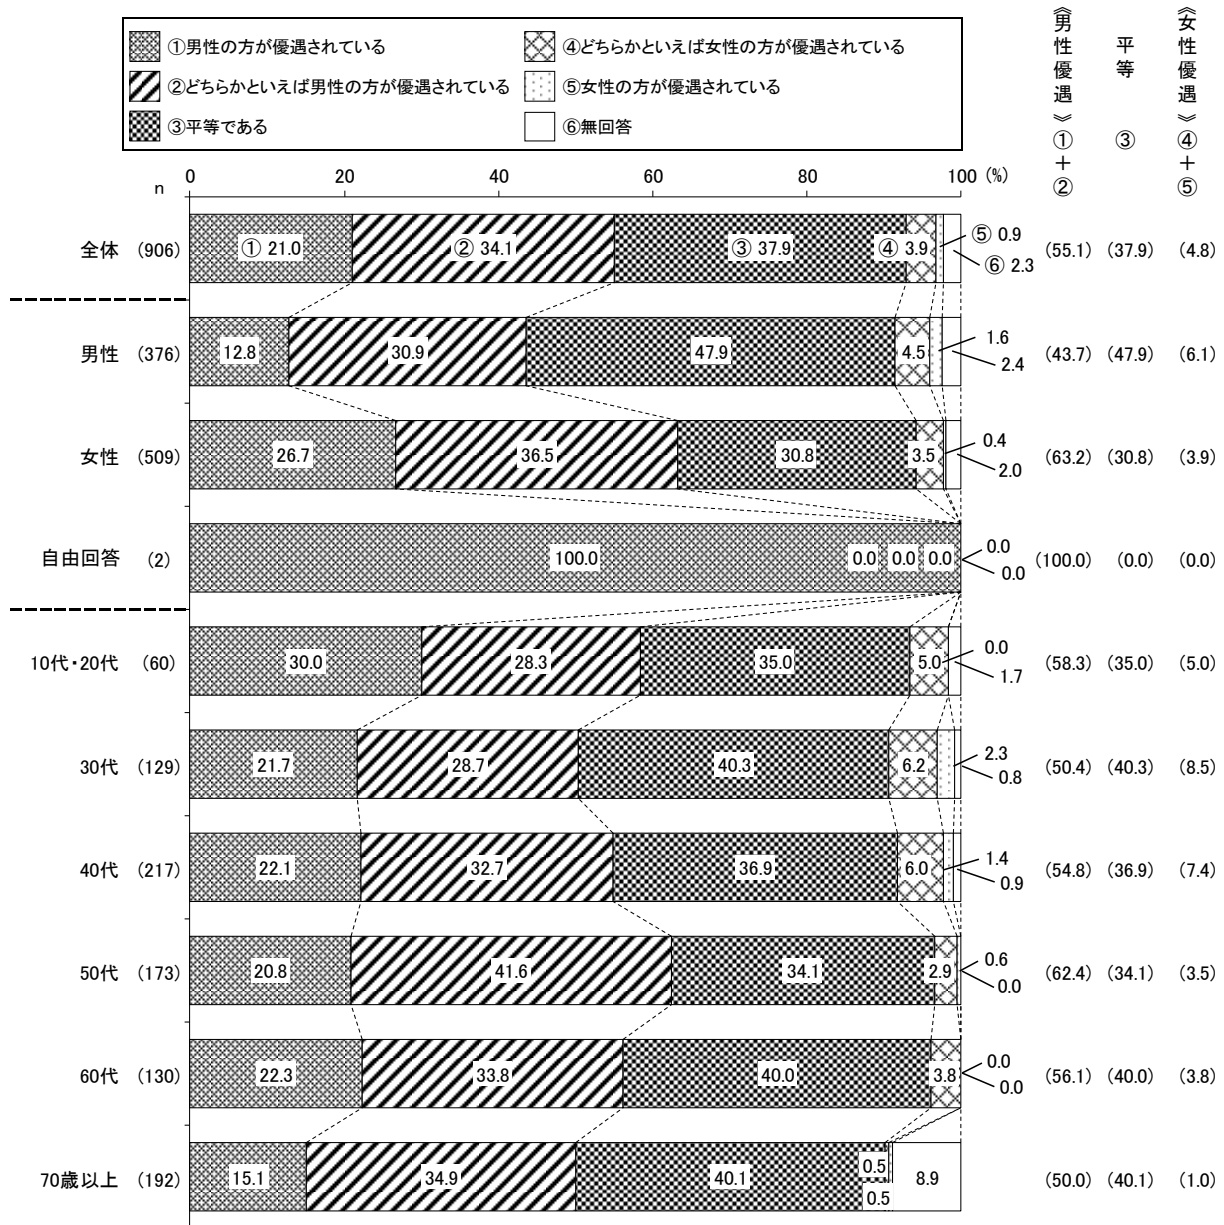 ①男性の方が優遇されている
④どちらかといえば女性の方が優遇されている
②どちらかといえば男性の方が優遇されている
⑤女性の方が優遇されている
③平等である
⑥無回答
《男性優遇》①+②
平等 ③
《女性優遇》④+⑤
n 0 20 40 60 80 100 (%)
全体 (906) ① 21.0 ② 34.1 ③ 37.9 ④ 3.9 ⑤ 0.9 ⑥ 2.3 (55.1) (37.9) (4.8)
男性 (376) 12.8 30.9 47.9 4.5 1.6 2.4 (43.7) (47.9) (6.1)
女性 (509) 26.7 36.5 30.8 3.5 0.4 2.0 (63.2) (30.8) (3.9)
自由回答 (2) 100.0 0.0 0.0 0.0 0.0 0.0 (100.0) (0.0) (0.0)
10代・20代 (60) 30.0 28.3 35.0 5.0 0.0 1.7 (58.3) (35.0) (5.0)
30代 (129) 21.7 28.7 40.3 6.2 2.3 0.8 (50.4) (40.3) (8.5)
40代 (217) 22.1 32.7 36.9 6.0 1.4 0.9 (54.8) (36.9) (7.4)
50代 (173) 20.8 41.6 34.1 2.9 0.6 0.0 (62.4) (34.1) (3.5)
60代 (130) 22.3 33.8 40.0 3.8 0.0 0.0 (56.1) (40.0) (3.8)
70歳以上 (192) 15.1 34.9 40.1 0.5 0.5 8.9 (50.0) (40.1) (1.0)